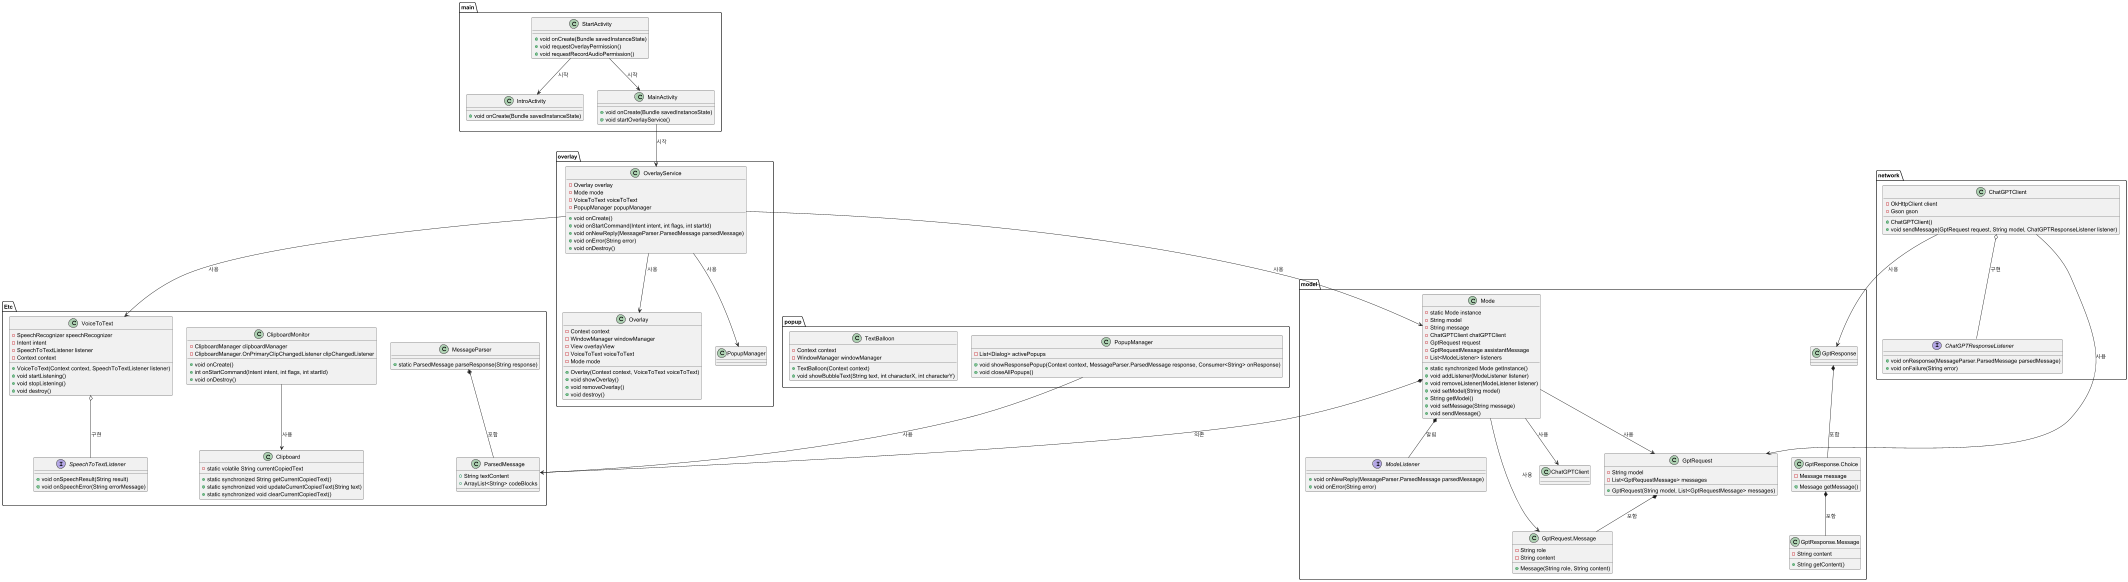 main
StartActivity
void onCreate(Bundle savedInstanceState)
void requestOverlayPermission()
void requestRecordAudioPermission()
시작
시작
IntroActivity
void onCreate(Bundle savedInstanceState)
MainActivity
void onCreate(Bundle savedInstanceState)
void startOverlayService()
시작
overlay
OverlayService
Overlay overlay
Mode mode
VoiceToText voiceToText
PopupManager popupManager
void onCreate()
void onStartCommand(Intent intent, int flags, int startId)
void onNewReply(MessageParser.ParsedMessage parsedMessage)
void onError(String error)
void onDestroy()
사용
사용
사용
사용
Overlay
Context context
WindowManager windowManager
View overlayView
VoiceToText voiceToText
Mode mode
Overlay(Context context, VoiceToText voiceToText)
void showOverlay()
void removeOverlay()
void destroy()
PopupManager
network
ChatGPTClient
OkHttpClient client
Gson gson
ChatGPTClient()
void sendMessage(GptRequest request, String model, ChatGPTResponseListener listener)
사용
구현
사용
ChatGPTResponseListener
void onResponse(MessageParser.ParsedMessage parsedMessage)
void onFailure(String error)
Etc
VoiceToText
SpeechRecognizer speechRecognizer
Intent intent
SpeechToTextListener listener
Context context
VoiceToText(Context context, SpeechToTextListener listener)
void startListening()
void stopListening()
void destroy()
구현
SpeechToTextListener
void onSpeechResult(String result)
void onSpeechError(String errorMessage)
ClipboardMonitor
ClipboardManager clipboardManager
ClipboardManager.OnPrimaryClipChangedListener clipChangedListener
void onCreate()
int onStartCommand(Intent intent, int flags, int startId)
void onDestroy()
사용
Clipboard
static volatile String currentCopiedText
static synchronized String getCurrentCopiedText()
static synchronized void updateCurrentCopiedText(String text)
static synchronized void clearCurrentCopiedText()
MessageParser
static ParsedMessage parseResponse(String response)
포함
ParsedMessage
String textContent
ArrayList<String> codeBlocks
popup
TextBalloon
Context context
WindowManager windowManager
TextBalloon(Context context)
void showBubbleText(String text, int characterX, int characterY)
PopupManager
List<Dialog> activePopups
void showResponsePopup(Context context, MessageParser.ParsedMessage response, Consumer<String> onResponse)
void closeAllPopups()
사용
의존
model
Mode
static Mode instance
String model
String message
ChatGPTClient chatGPTClient
GptRequest request
GptRequestMessage assistantMessage
List<ModeListener> listeners
static synchronized Mode getInstance()
void addListener(ModeListener listener)
void removeListener(ModeListener listener)
void setModel(String model)
String getModel()
void setMessage(String message)
void sendMessage()
알림
사용
사용
사용
ModeListener
void onNewReply(MessageParser.ParsedMessage parsedMessage)
void onError(String error)
ChatGPTClient
GptRequest
String model
List<GptRequestMessage> messages
GptRequest(String model, List<GptRequestMessage> messages)
포함
GptRequest.Message
String role
String content
Message(String role, String content)
GptResponse
포함
GptResponse.Choice
Message message
Message getMessage()
포함
GptResponse.Message
String content
String getContent()